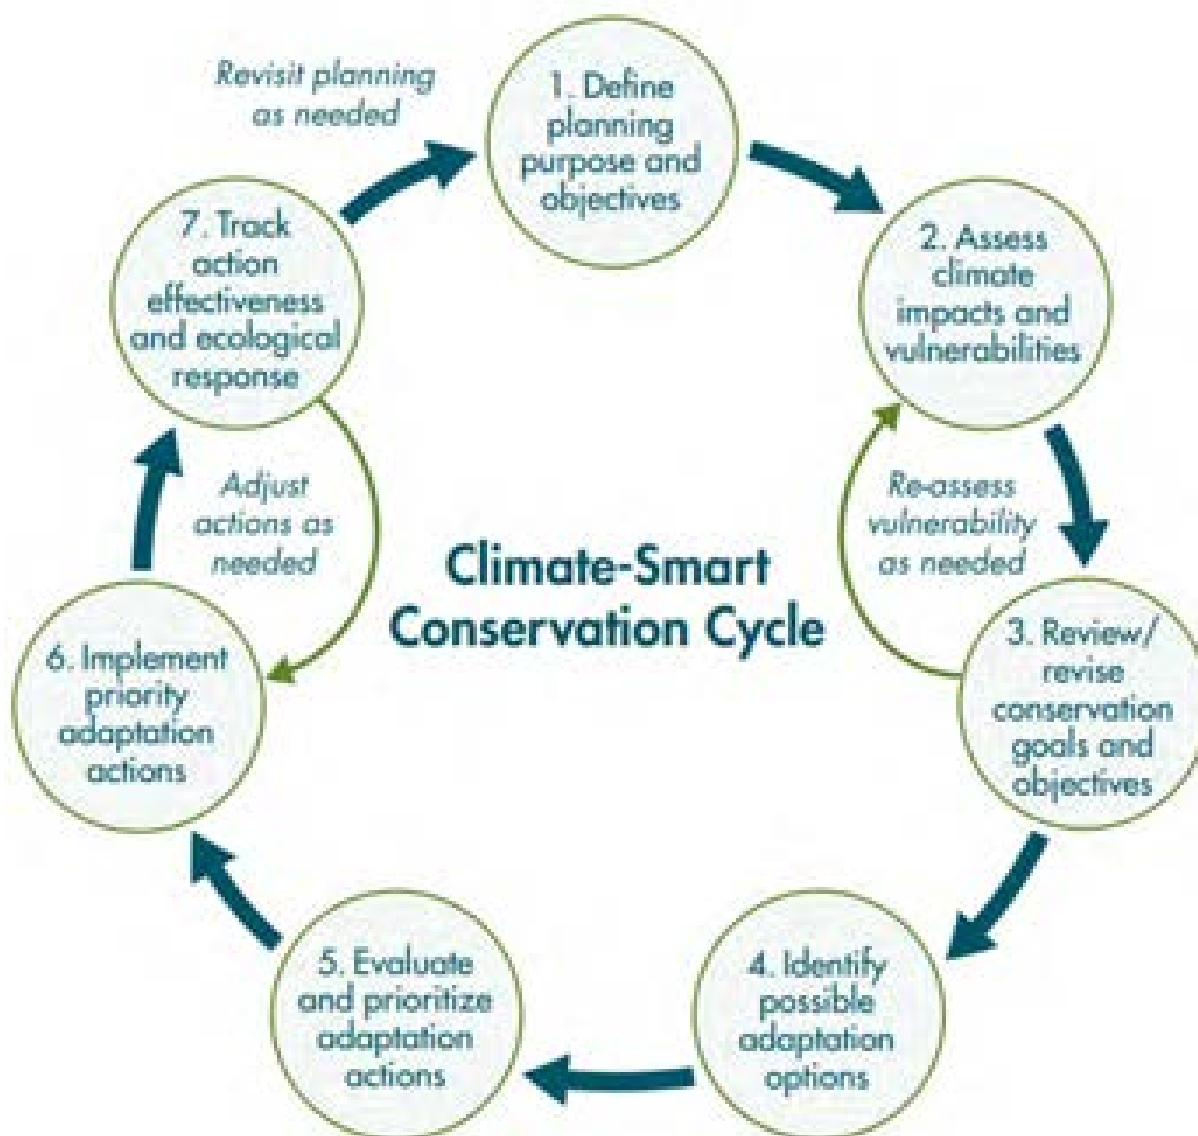 Revisit planning
as needed
1. Define
planning
purpose and
objectives
2. Assess
climate
impacts and
vulnerabilities
Re-assess
vulnerability
as needed
3. Review/
revise
conservation
goals and
objectives
4. Identify
possible
adaptation
options
5. Evaluate
and prioritize
adaptation
actions
6. Implement
priority
adaptation
actions
7. Track
action
effectiveness
and ecological
response
Adjust
actions as
needed
Climate-Smart
Conservation Cycle